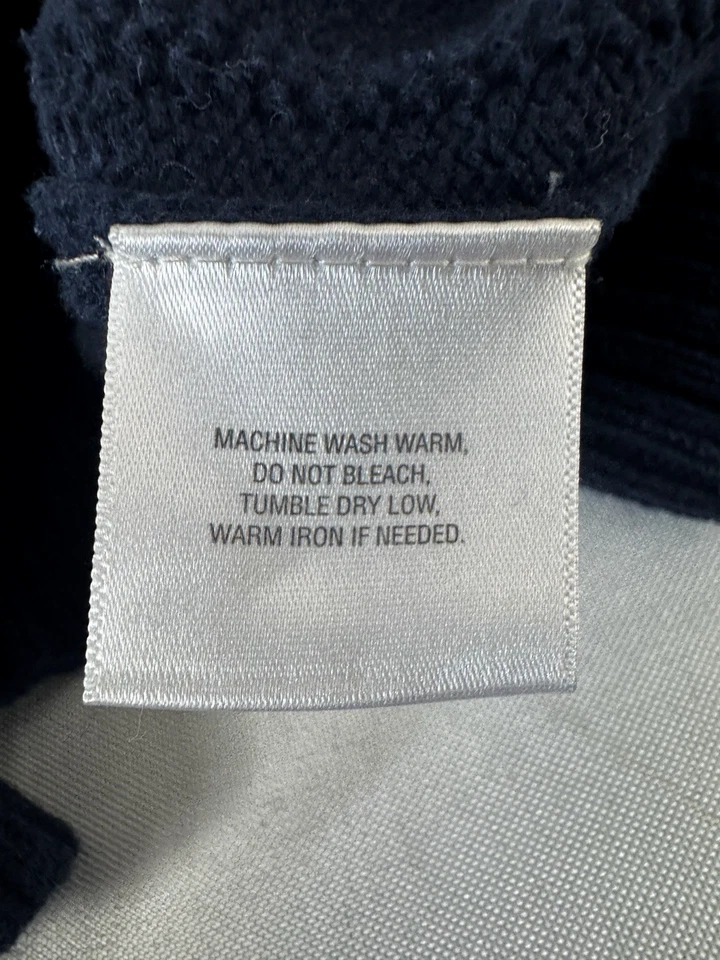 MACHINE WASH WARM,
DO NOT BLEACH,
TUMBLE DRY LOW,
WARM IRON IF NEEDED.